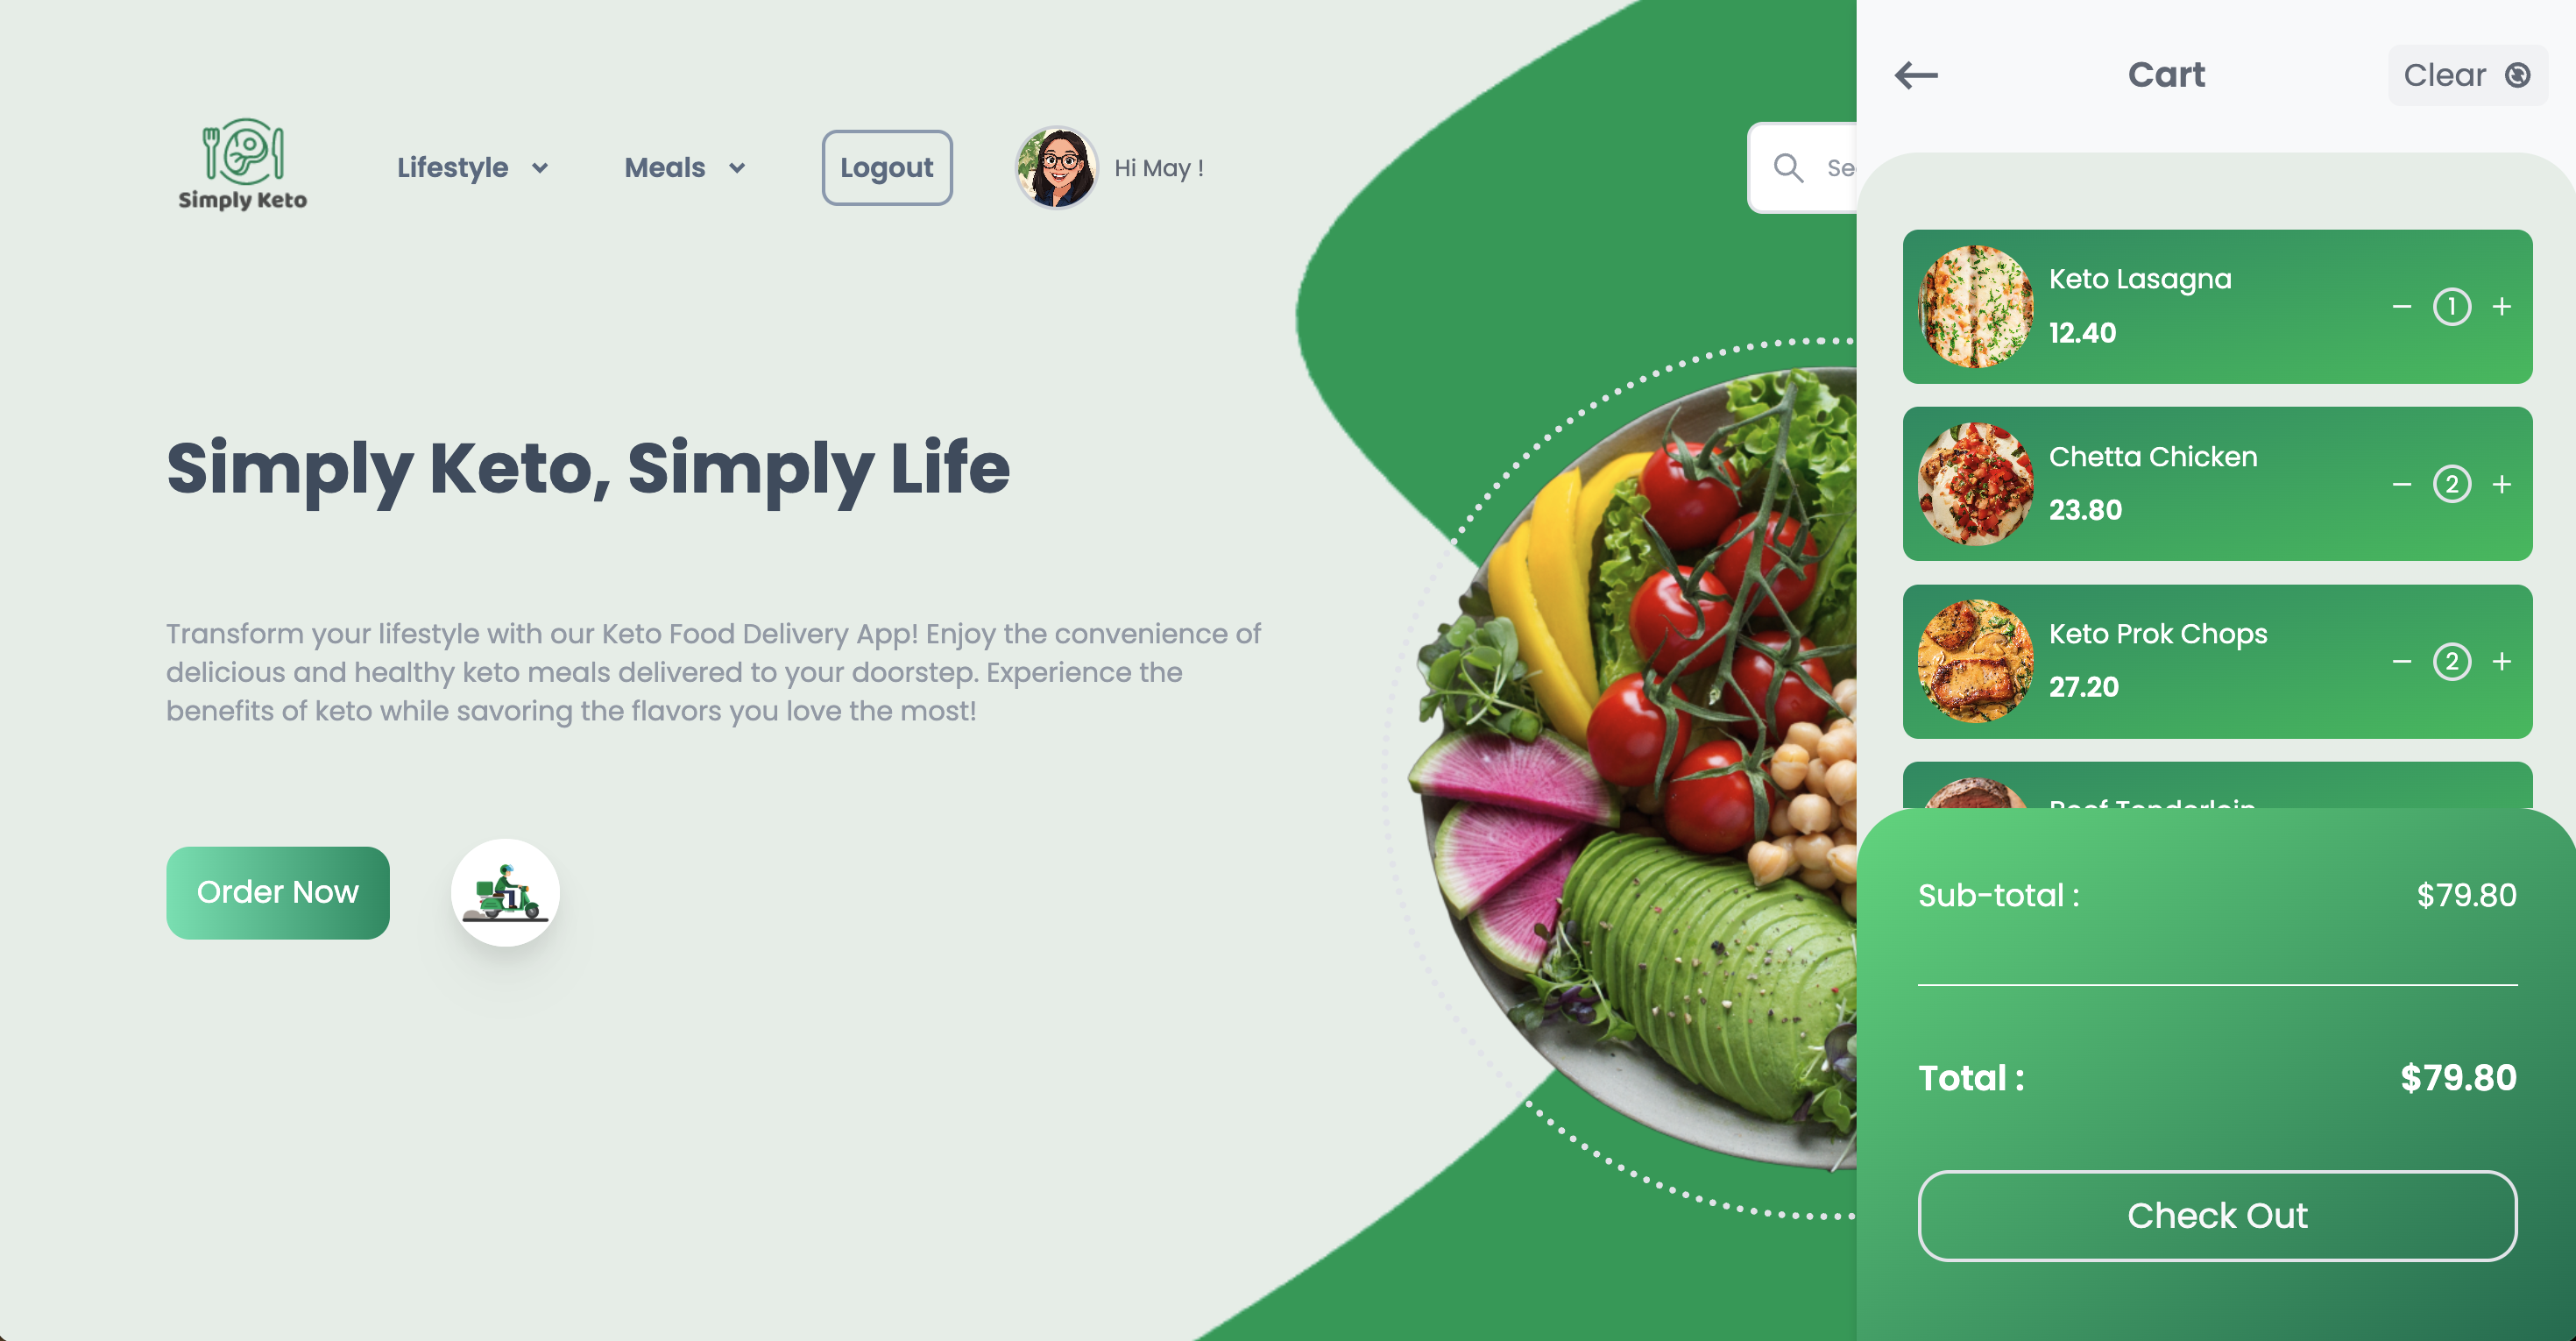 Simply Keto
Lifestyle
Meals
Logout
Hi May !
Simply Keto, Simply Life
Transform your lifestyle with our Keto Food Delivery App! Enjoy the convenience of
delicious and healthy keto meals delivered to your doorstep. Experience the
benefits of keto while savoring the flavors you love the most!
Order Now
Cart
Clear
Keto Lasagna
12.40
1
Chetta Chicken
23.80
2
Keto Prok Chops
27.20
2
Beef Tenderloin
Sub-total :
$79.80
Total :
$79.80
Check Out